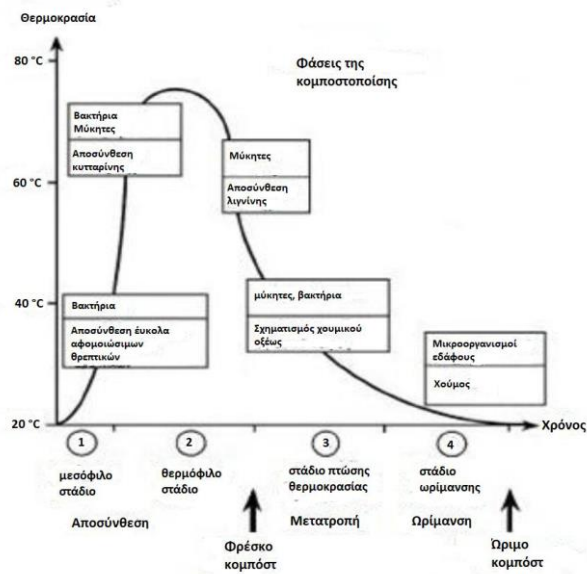 Θερμοκρασία
80 °C
Φάσεις της
κομποστοποίσης
Βακτήρια
Μύκητες
Αποσύνθεση
κυτταρίνης
Μύκητες
Αποσύνθεση
λιγνίνης
60 °C
Βακτήρια
Αποσύνθεση έυκολα
αφομοιώσιμων
θρεπτικών
μύκητες, βακτήρια
Σχηματισμός χουμικού
οξέως
40 °C
Μικροοργανισμοί
εδάφους
Χούμος
20 °C
Χρόνος
1
2
3
4
μεσόφιλο
στάδιο
θερμόφιλο
στάδιο
στάδιο πτώσης
θερμοκρασίας
στάδιο
ωρίμανσης
Αποσύνθεση
Μετατροπή
Ωρίμανση
Φρέσκο
κομπόστ
Ώριμο
κομπόστ